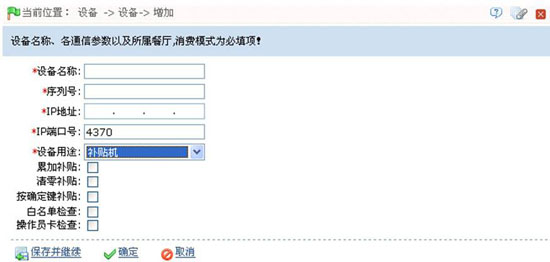 当前位置： 设备 -> 设备-> 增加
设备名称、各通信参数以及所属餐厅,消费模式为必填项!
*设备名称:
*序列号:
*IP地址: . . .
*IP端口号: 4370
*设备用途: 补贴机
累加补贴:
清零补贴:
按确定键补贴:
白名单检查:
操作员卡检查:
保存并继续 确定 取消